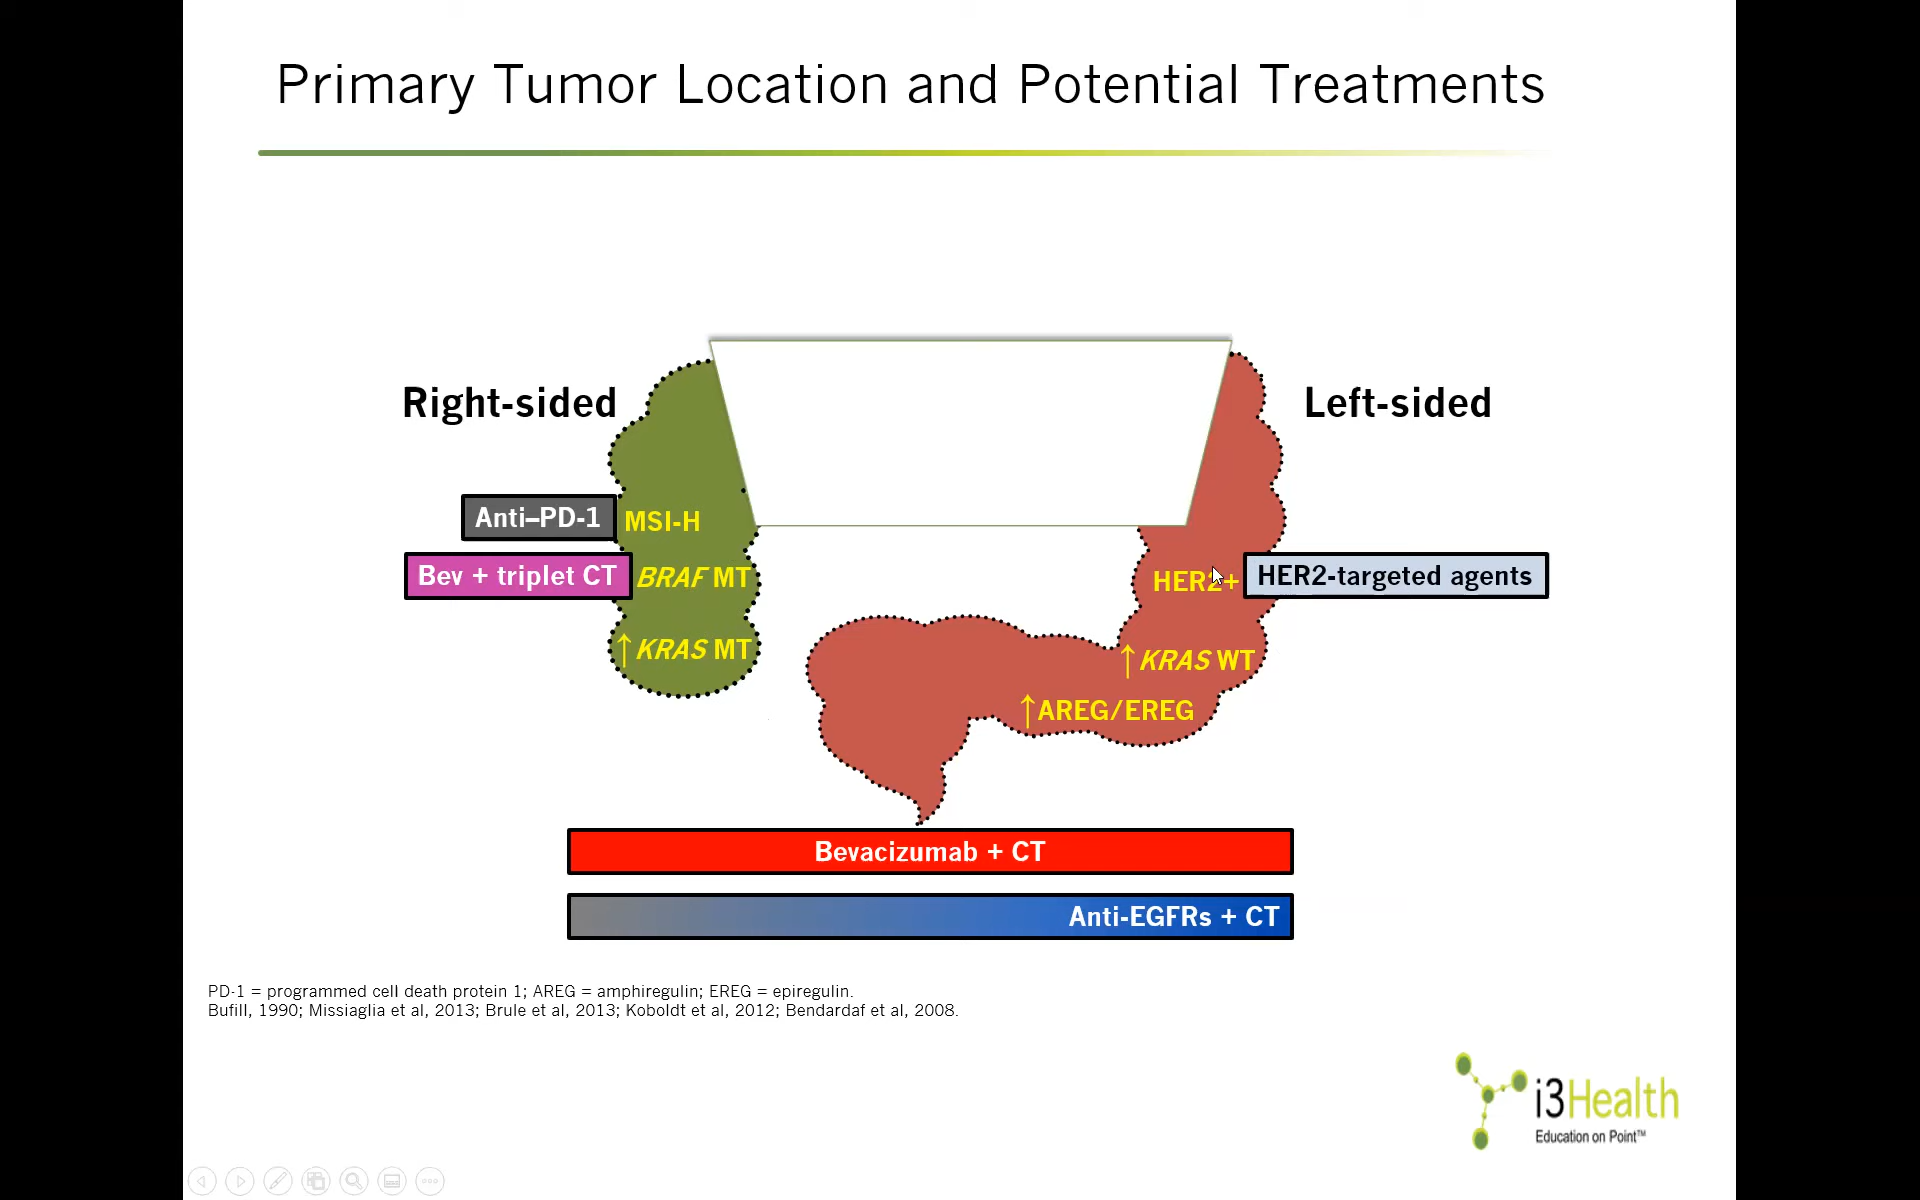 Primary Tumor Location and Potential Treatments
Right-sided
Left-sided
Anti–PD-1
MSI-H
Bev + triplet CT
BRAF MT
HER2+
HER2-targeted agents
↑KRAS MT
↑KRAS WT
↑AREG/EREG
Bevacizumab + CT
Anti-EGFRs + CT
PD-1 = programmed cell death protein 1; AREG = amphiregulin; EREG = epiregulin.
Bufill, 1990; Missiaglia et al, 2013; Brule et al, 2013; Koboldt et al, 2012; Bendardaf et al, 2008.
i3Health
Education on Point™